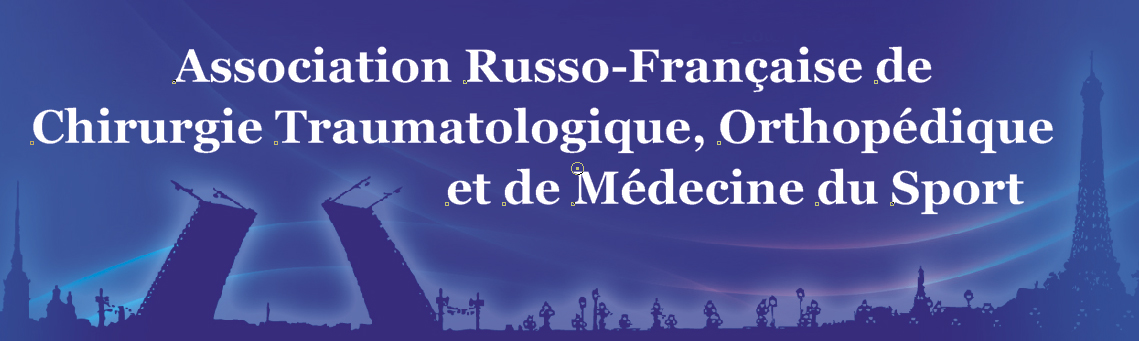 Association Russo-Française de
Chirurgie Traumatologique, Orthopédique
et de Médecine du Sport